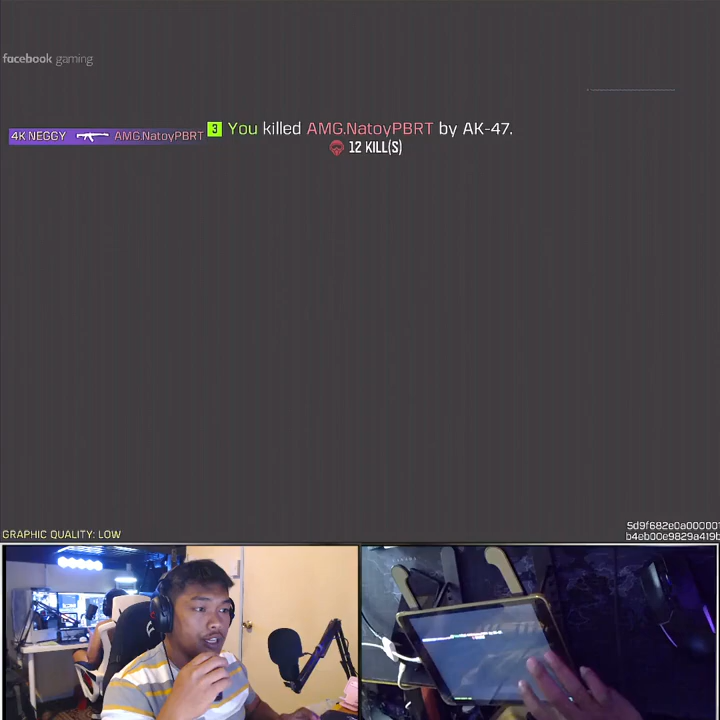 facebook gaming
4K NEGGY AMG.NatoyPBRT
3 You killed AMG.NatoyPBRT by AK-47.
12 KILL(S)
GRAPHIC QUALITY: LOW
5d9f682e0a000001
b4eb00e9829a419b